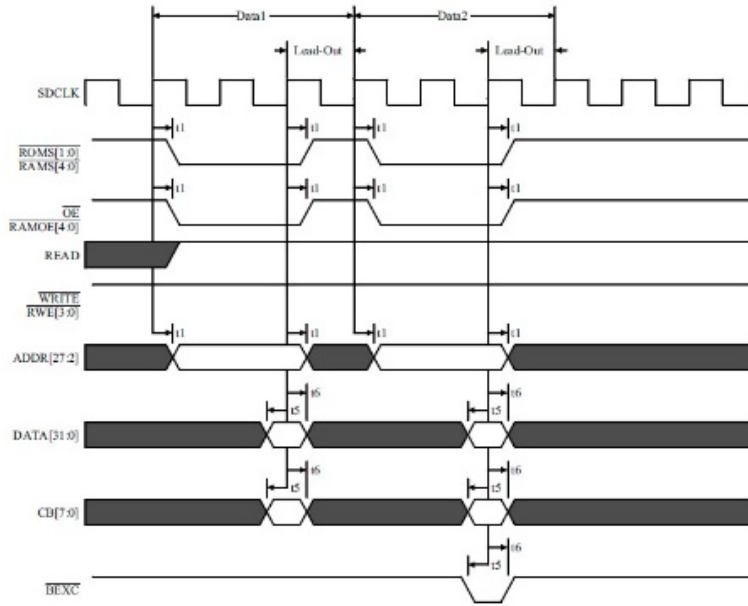 Data1 Data2
Lead-Out Lead-Out
SDCLK
t1 t1 t1 t1
ROMS[1:0]
RAMS[4:0]
t1 t1 t1 t1
OE
RAMOE[4:0]
READ
WRITE
RWE[3:0]
t1 t1 t1 t1
ADDR[27:2]
t6 t6
t5 t5
DATA[31:0]
t6 t6
t5 t5
CB[7:0]
t6
t5
BEXC